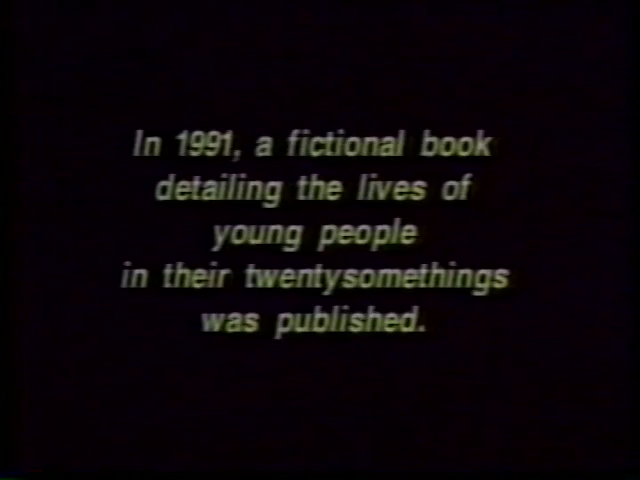 In 1991, a fictional book
detailing the lives of
young people
in their twentysomethings
was published.